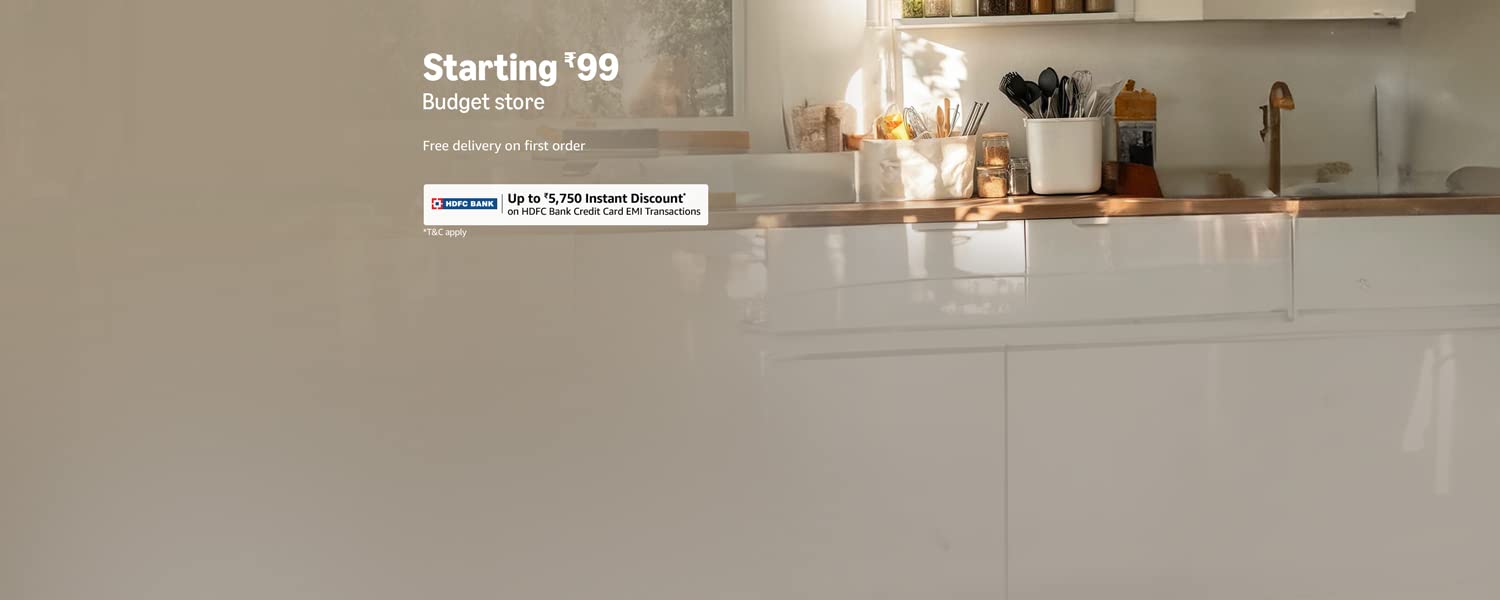 Starting ₹99
Budget store
Free delivery on first order
HDFC BANK
Up to ₹5,750 Instant Discount*
on HDFC Bank Credit Card EMI Transactions
*T&C apply